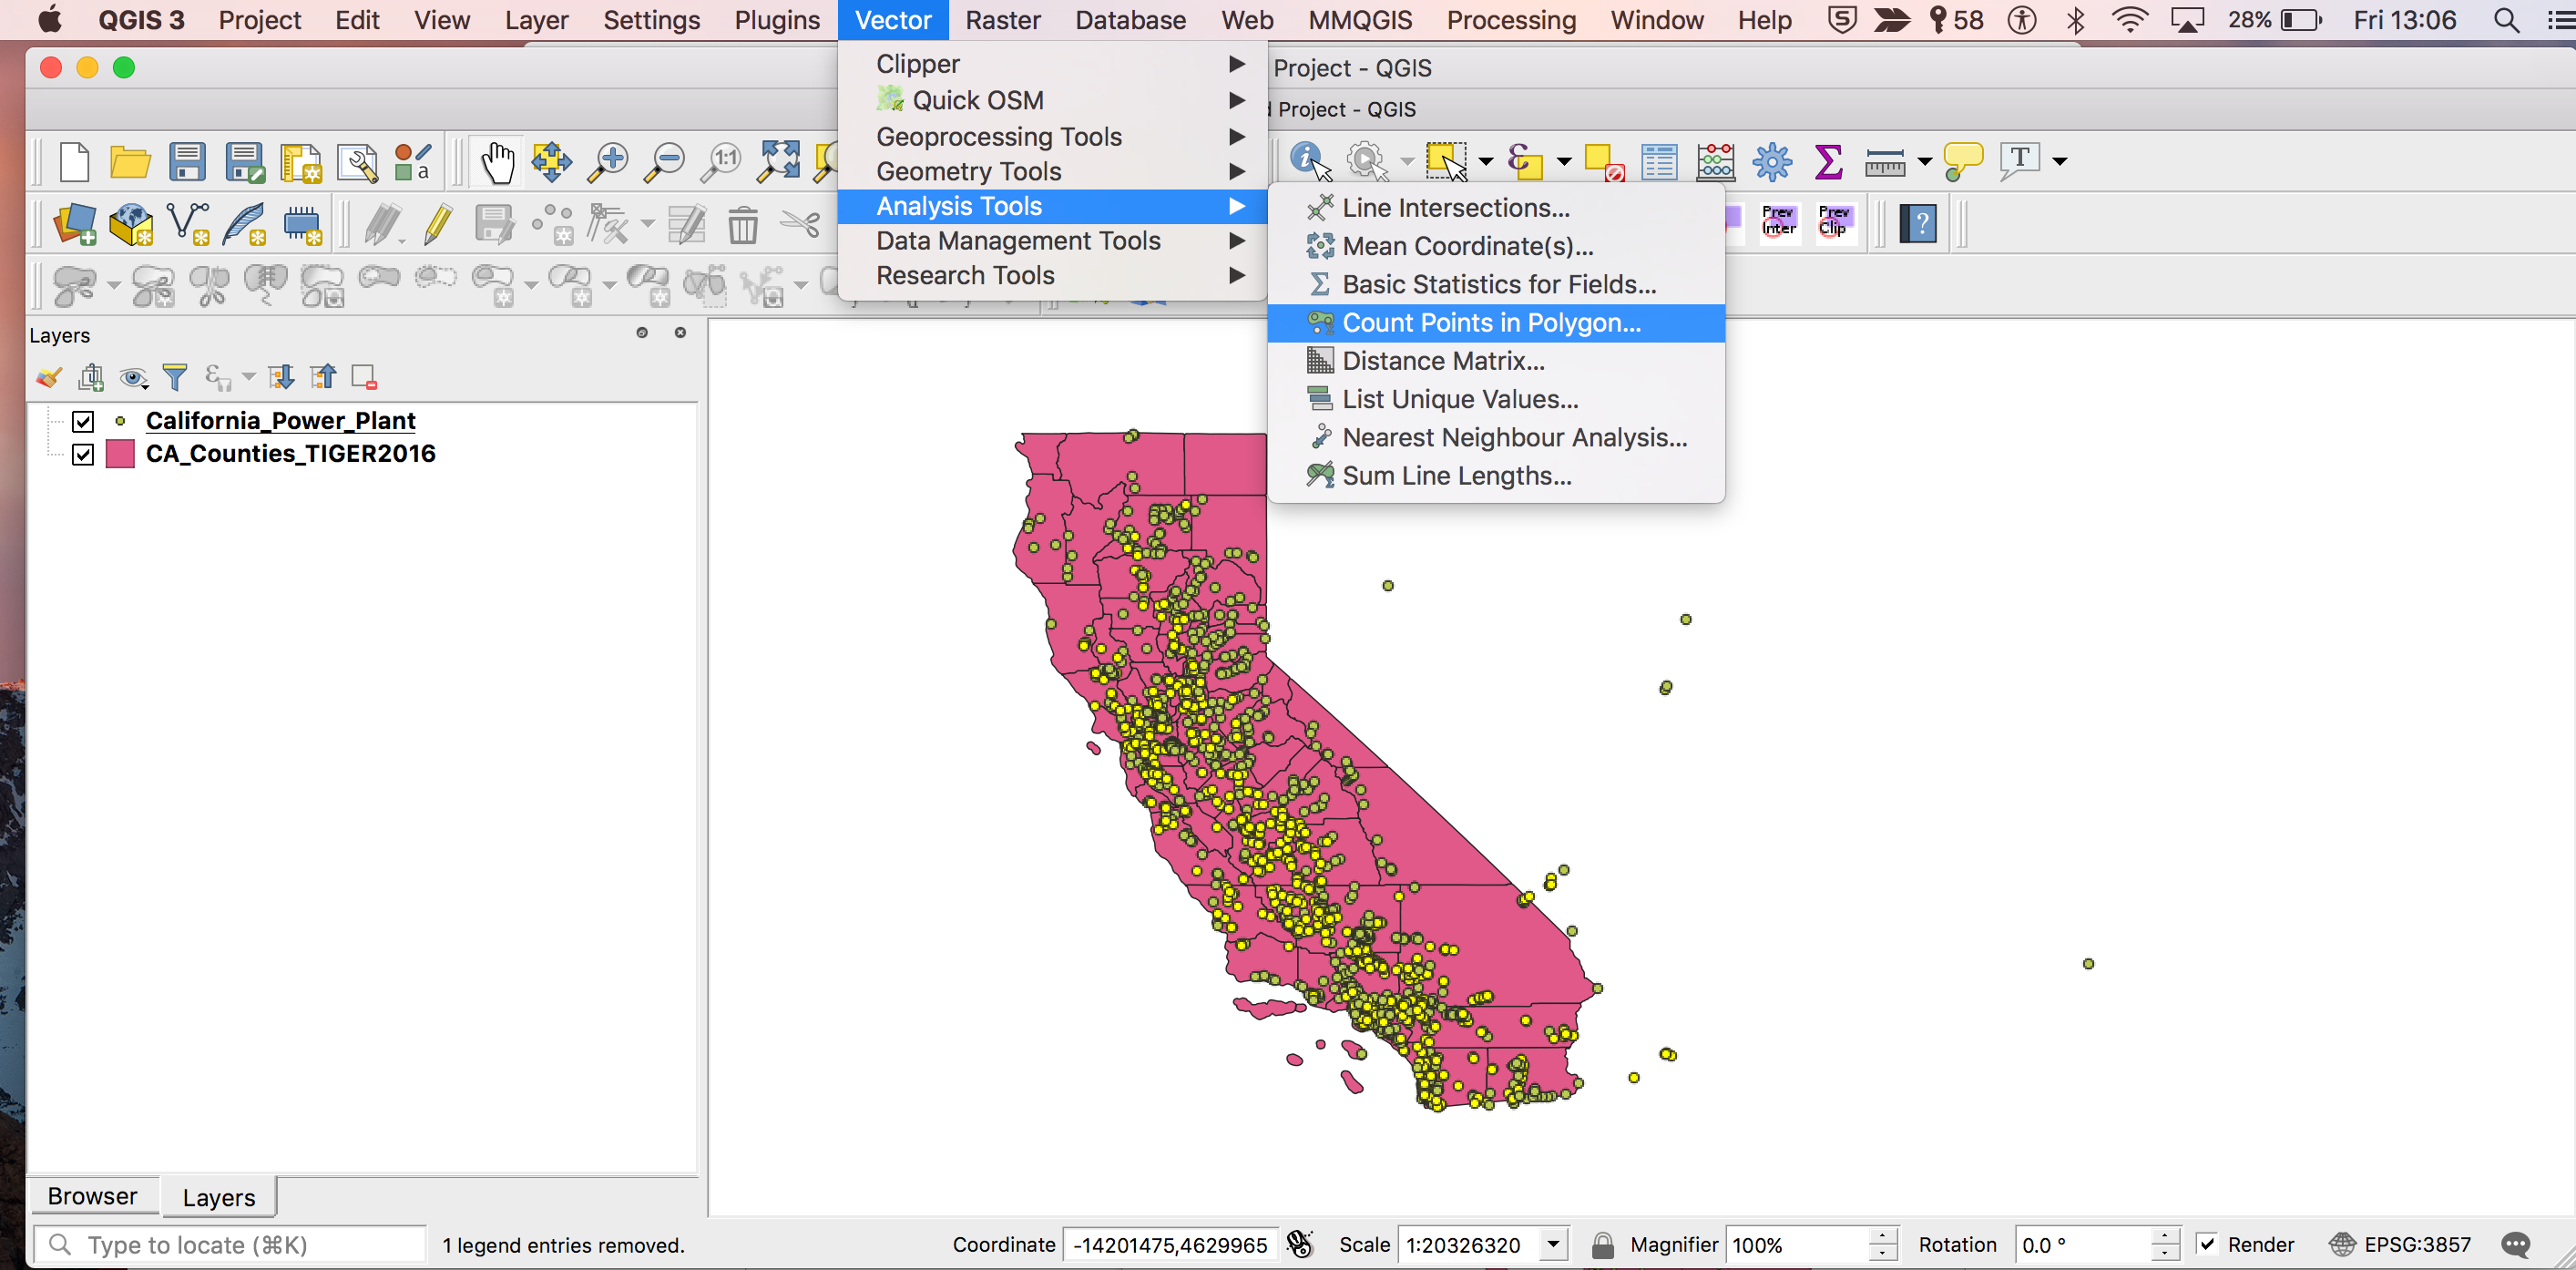 QGIS 3 Project Edit View Layer Settings Plugins Vector Raster Database Web MMQGIS Processing Window Help 58 28% Fri 13:06
Project - QGIS
d Project - QGIS
Clipper
Quick OSM
Geoprocessing Tools
Geometry Tools
Analysis Tools
Data Management Tools
Research Tools
1:1
a
T
Line Intersections...
Mean Coordinate(s)...
Basic Statistics for Fields...
Count Points in Polygon...
Distance Matrix...
List Unique Values...
Nearest Neighbour Analysis...
Sum Line Lengths...
Prev Inter
Prev Clip
?
Layers
California_Power_Plant
CA_Counties_TIGER2016
Browser Layers
Type to locate (⌘K) 1 legend entries removed. Coordinate -14201475,4629965 Scale 1:20326320 Magnifier 100% Rotation 0.0 ° Render EPSG:3857